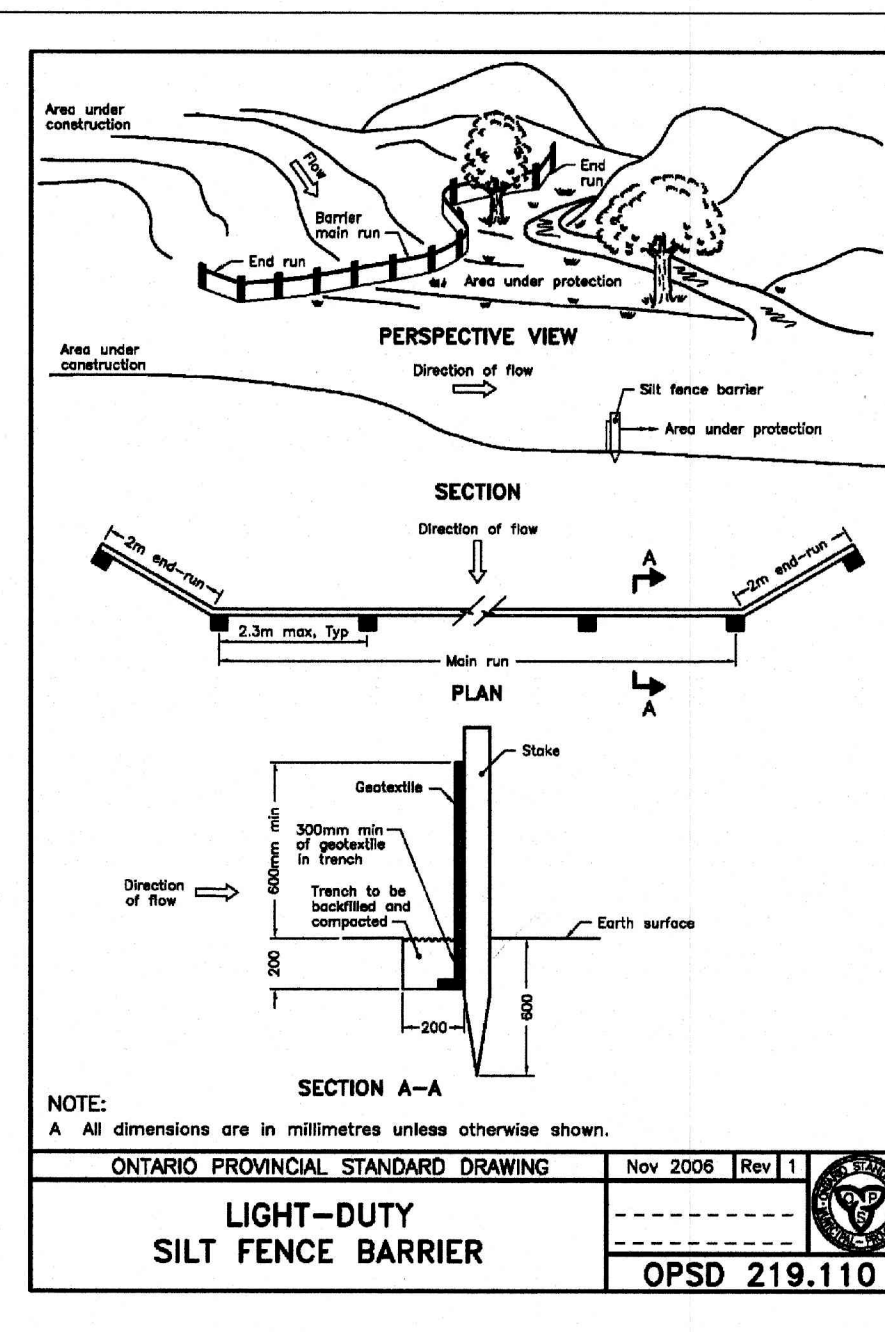 Area under
construction
Flow
End
run
Barrier
main run
End run
Area under protection
PERSPECTIVE VIEW
Area under
construction
Direction of flow
Silt fence barrier
Area under protection
SECTION
Direction of flow
2m end-run
A
2m end-run
2.3m max, Typ
Main run
PLAN
A
Stake
Geotextile
600mm min
300mm min
of geotextile
in trench
Direction
of flow
Trench to be
backfilled and
compacted
Earth surface
200
200
600
SECTION A-A
NOTE:
A All dimensions are in millimetres unless otherwise shown.
ONTARIO PROVINCIAL STANDARD DRAWING
Nov 2006 Rev 1
LIGHT-DUTY
SILT FENCE BARRIER
OPS
OPSD 219.110